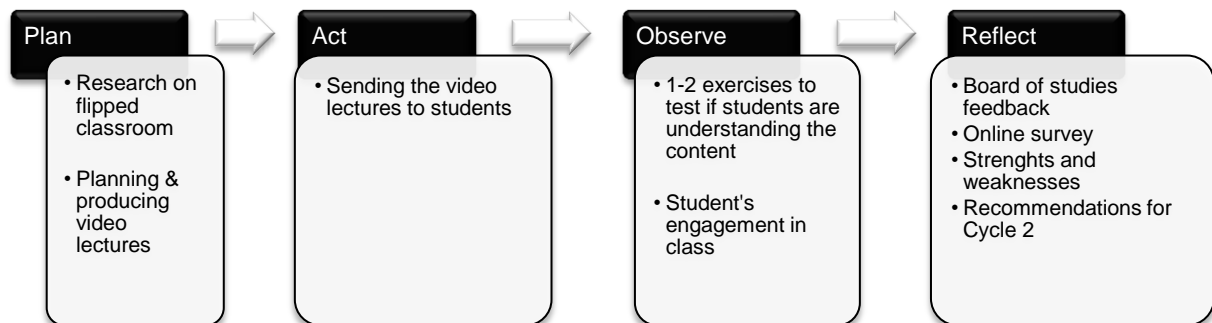 Plan
• Research on
flipped
classroom
• Planning &
producing
video
lectures
Act
• Sending the video
lectures to students
Observe
• 1-2 exercises to
test if students are
understanding the
content
• Student's
engagement in
class
Reflect
• Board of studies
feedback
• Online survey
• Strenghts and
weaknesses
• Recommendations for
Cycle 2